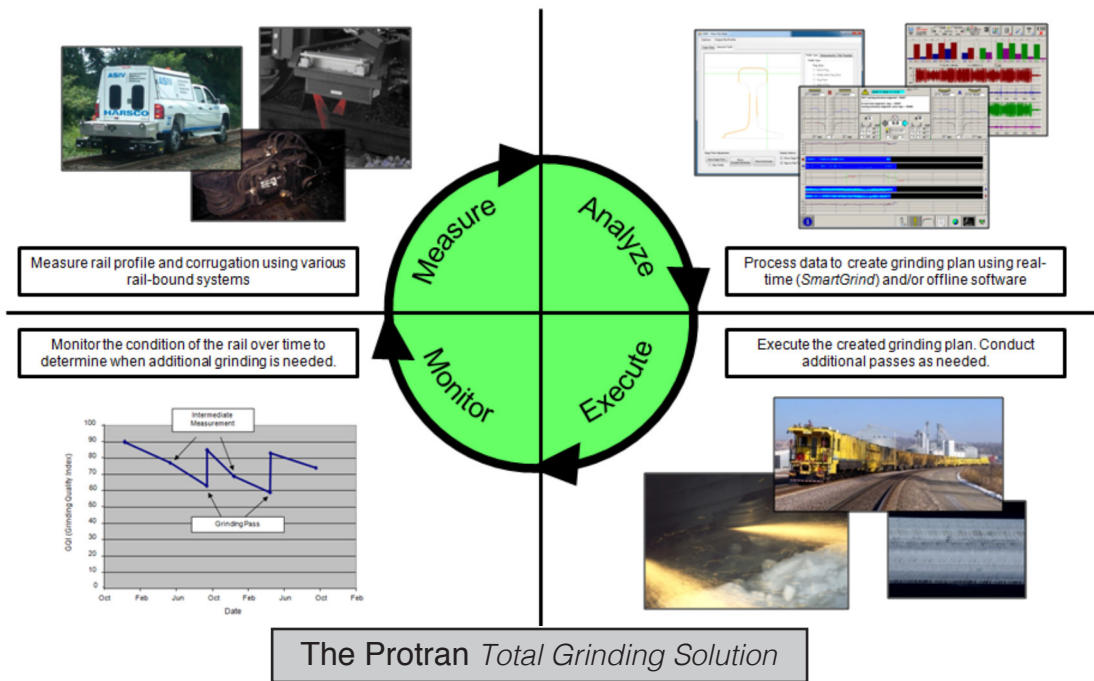 ASIV
ASIV
HARSCO
Measure rail profile and corrugation using various
rail-bound systems
Process data to create grinding plan using real-
time (SmartGrind) and/or offline software
Measure
Analyze
Monitor
Execute
Monitor the condition of the rail over time to
determine when additional grinding is needed.
Execute the created grinding plan. Conduct
additional passes as needed.
Intermediate
Measurement
Grinding Pass
GQI (Grinding Quality Index)
100
90
80
70
60
50
40
30
20
10
0
Oct Feb Jun Oct Feb Jun Oct Feb
Date
The Protran Total Grinding Solution